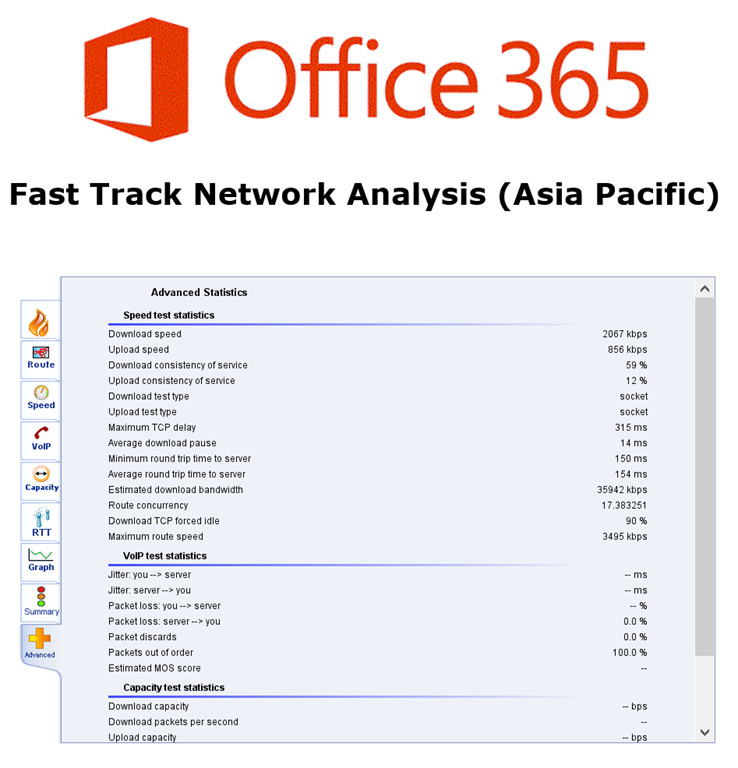 Office 365
Fast Track Network Analysis (Asia Pacific)
Advanced Statistics
Speed test statistics
Download speed 2067 kbps
Upload speed 856 kbps
Download consistency of service 59 %
Upload consistency of service 12 %
Download test type socket
Upload test type socket
Maximum TCP delay 315 ms
Average download pause 14 ms
Minimum round trip time to server 150 ms
Average round trip time to server 154 ms
Estimated download bandwidth 35942 kbps
Route concurrency 17.383251
Download TCP forced idle 90 %
Maximum route speed 3495 kbps
VoIP test statistics
Jitter: you --> server -- ms
Jitter: server --> you -- ms
Packet loss: you --> server -- %
Packet loss: server --> you 0.0 %
Packet discards 0.0 %
Packets out of order 100.0 %
Estimated MOS score --
Capacity test statistics
Download capacity -- bps
Download packets per second --
Upload capacity -- bps
Route
Speed
VoIP
Capacity
RTT
Graph
Summary
Advanced